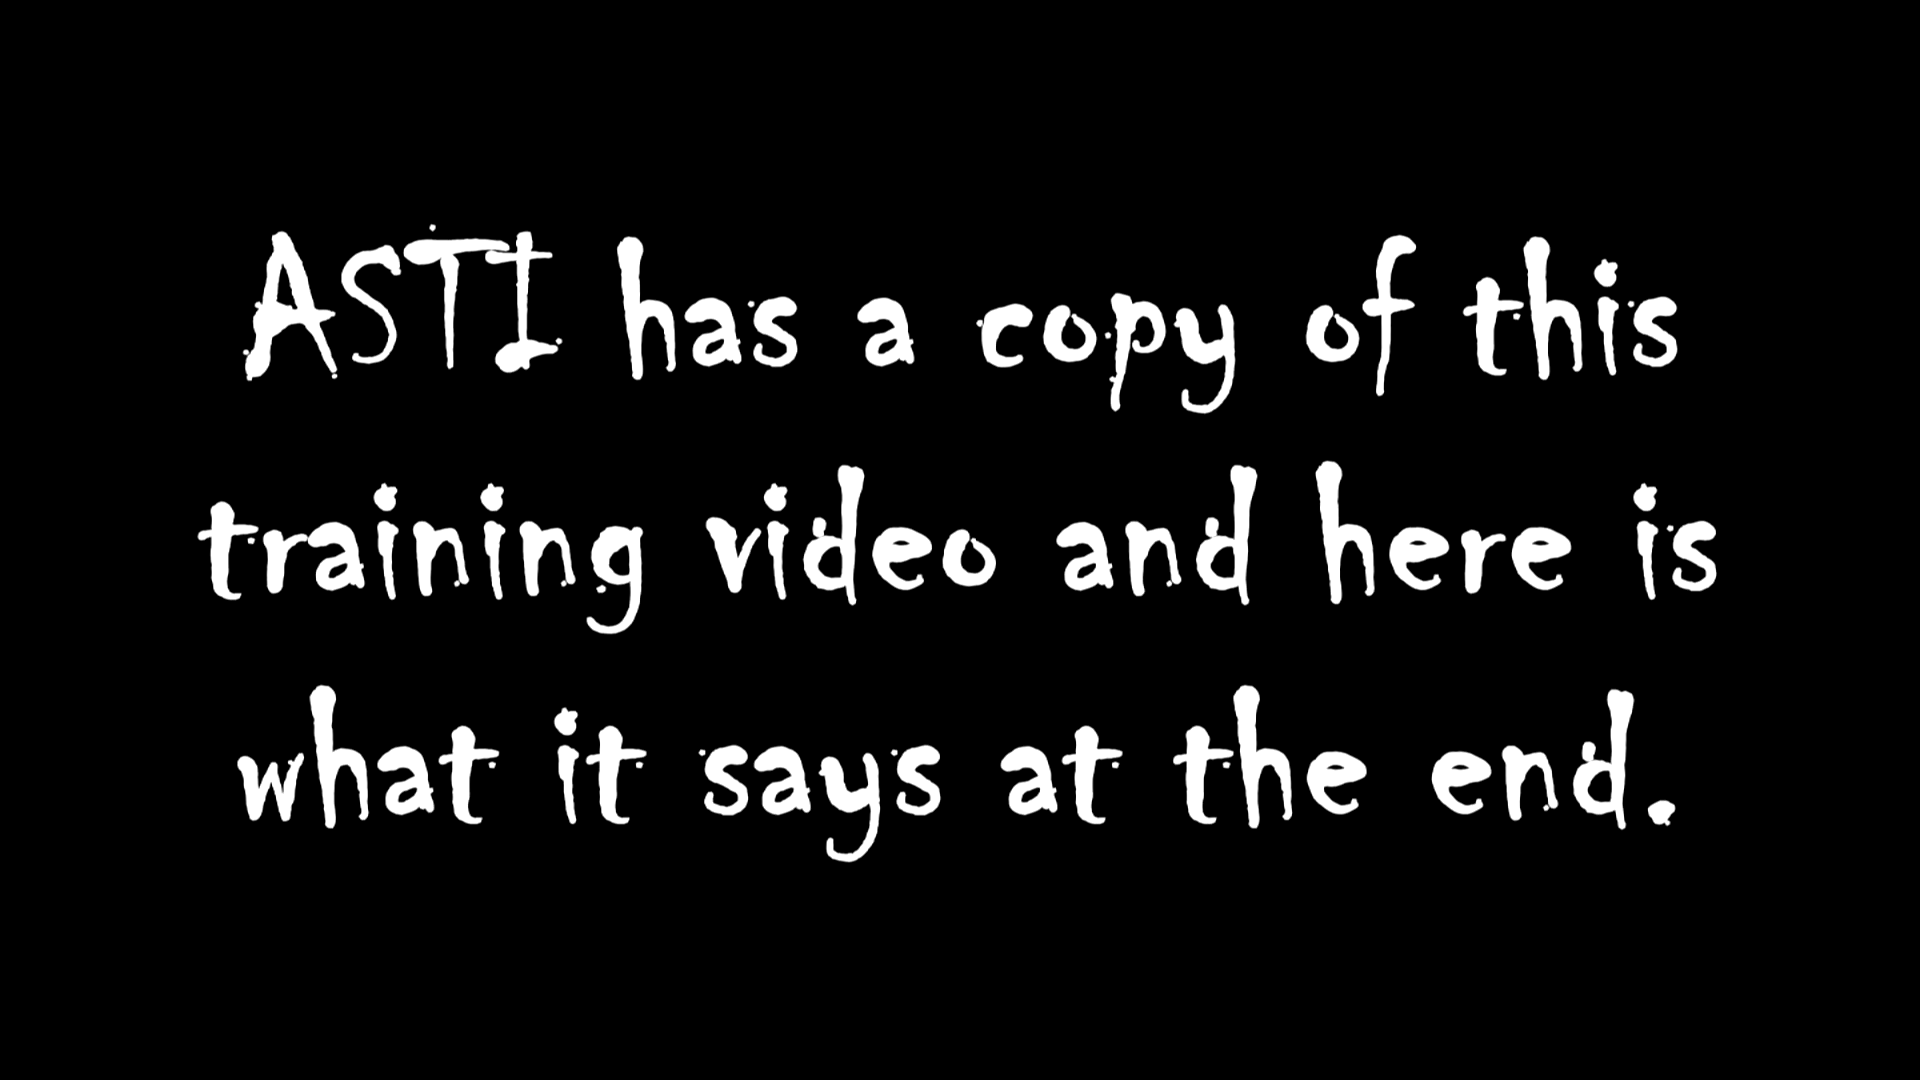 ASTI has a copy of this
training video and here is
what it says at the end.